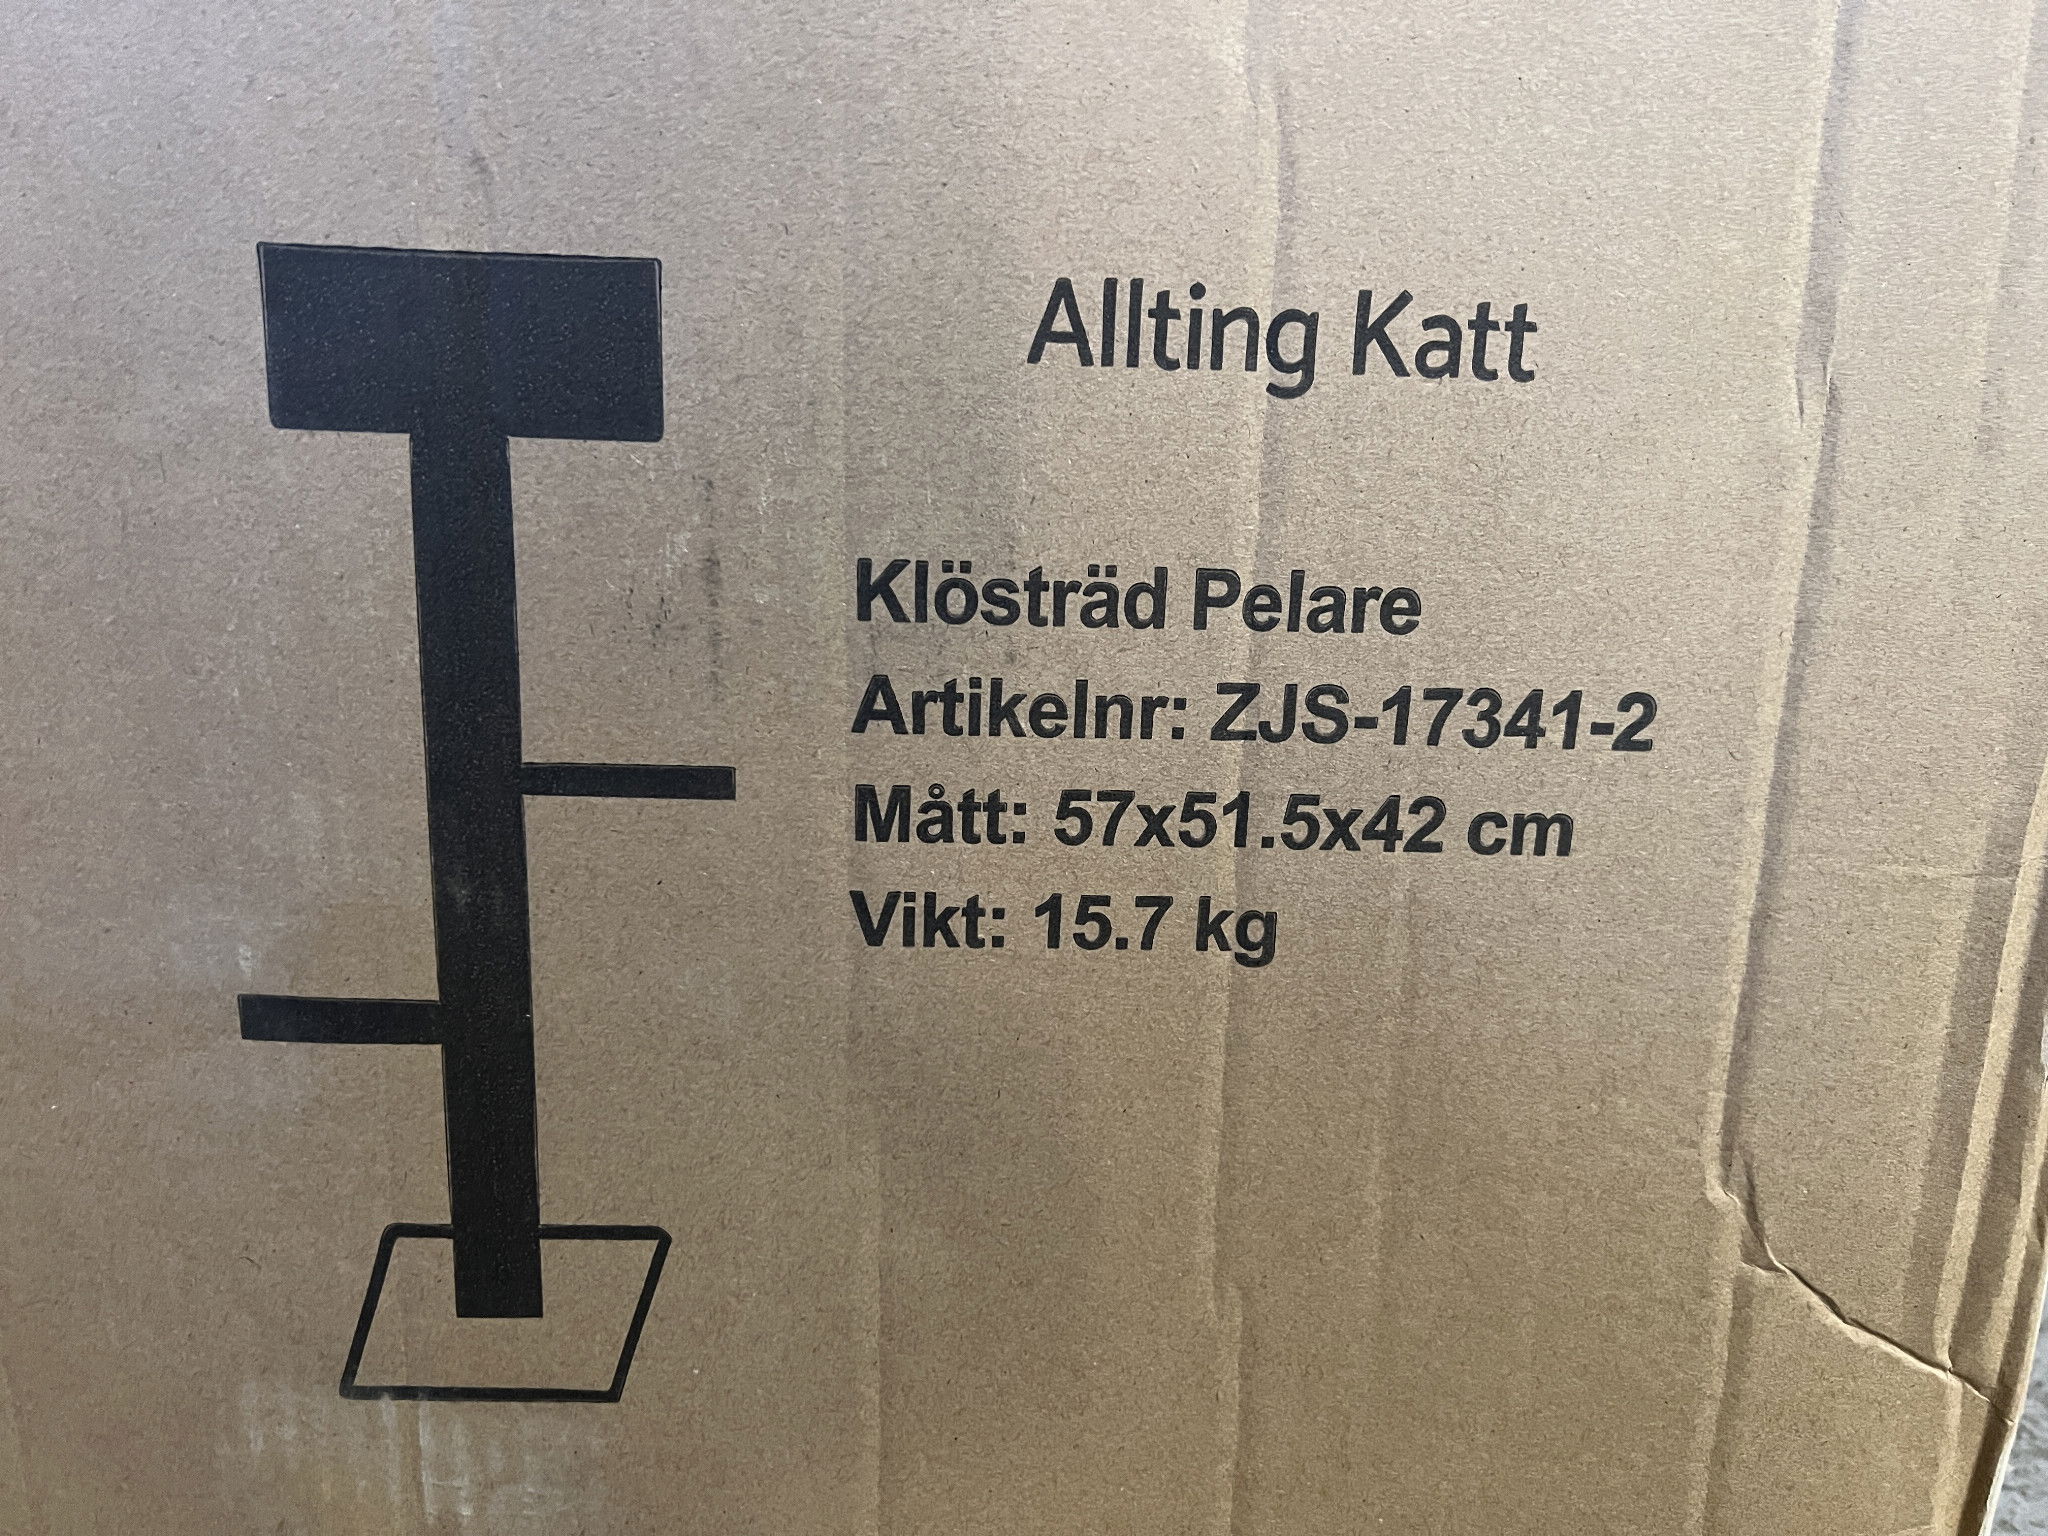 Allting Katt
Klösträd Pelare
Artikelnr: ZJS-17341-2
Mått: 57x51.5x42 cm
Vikt: 15.7 kg